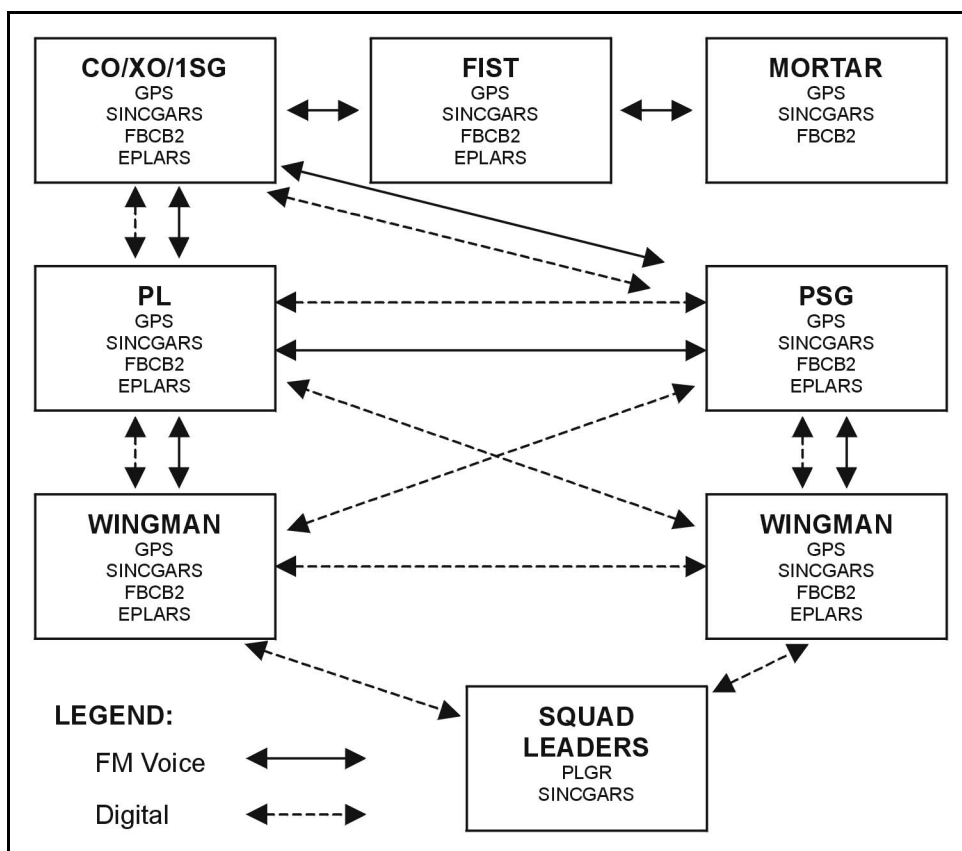 CO/XO/1SG
GPS
SINCGARS
FBCB2
EPLARS
FIST
GPS
SINCGARS
FBCB2
EPLARS
MORTAR
GPS
SINCGARS
FBCB2
PL
GPS
SINCGARS
FBCB2
EPLARS
PSG
GPS
SINCGARS
FBCB2
EPLARS
WINGMAN
GPS
SINCGARS
FBCB2
EPLARS
WINGMAN
GPS
SINCGARS
FBCB2
EPLARS
SQUAD
LEADERS
PLGR
SINCGARS
LEGEND:
FM Voice
Digital